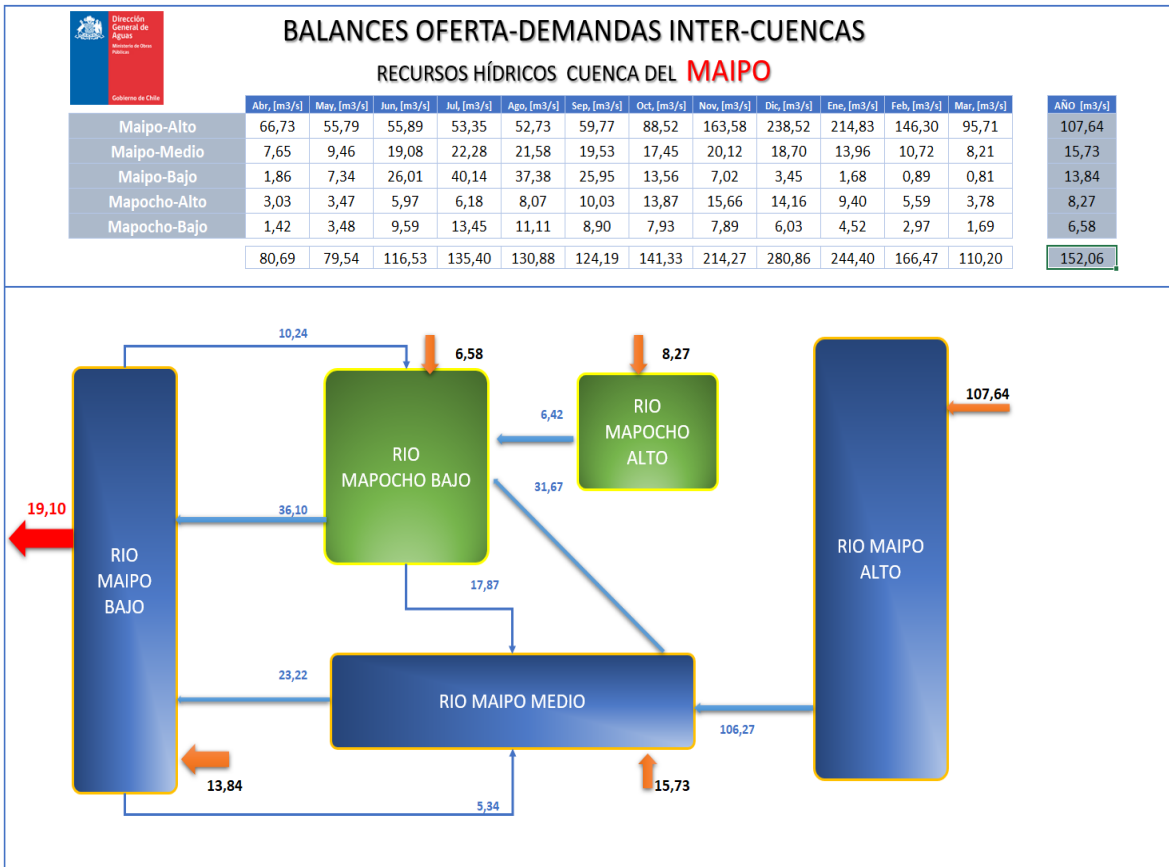 Dirección
General de
Aguas
Ministerio de Obras
Públicas
Gobierno de Chile
BALANCES OFERTA-DEMANDAS INTER-CUENCAS
RECURSOS HÍDRICOS CUENCA DEL MAIPO
Abr, [m3/s] May, [m3/s] Jun, [m3/s] Jul, [m3/s] Ago, [m3/s] Sep, [m3/s] Oct, [m3/s] Nov, [m3/s] Dic, [m3/s] Ene, [m3/s] Feb, [m3/s] Mar, [m3/s] AÑO [m3/s]
Maipo-Alto 66,73 55,79 55,89 53,35 52,73 59,77 88,52 163,58 238,52 214,83 146,30 95,71 107,64
Maipo-Medio 7,65 9,46 19,08 22,28 21,58 19,53 17,45 20,12 18,70 13,96 10,72 8,21 15,73
Maipo-Bajo 1,86 7,34 26,01 40,14 37,38 25,95 13,56 7,02 3,45 1,68 0,89 0,81 13,84
Mapocho-Alto 3,03 3,47 5,97 6,18 8,07 10,03 13,87 15,66 14,16 9,40 5,59 3,78 8,27
Mapocho-Bajo 1,42 3,48 9,59 13,45 11,11 8,90 7,93 7,89 6,03 4,52 2,97 1,69 6,58
80,69 79,54 116,53 135,40 130,88 124,19 141,33 214,27 280,86 244,40 166,47 110,20 152,06
10,24
6,58
8,27
107,64
RIO
MAPOCHO
ALTO
6,42
RIO
MAPOCHO BAJO
31,67
19,10
36,10
RIO
MAIPO
BAJO
RIO MAIPO
ALTO
17,87
23,22
RIO MAIPO MEDIO
106,27
13,84
15,73
5,34